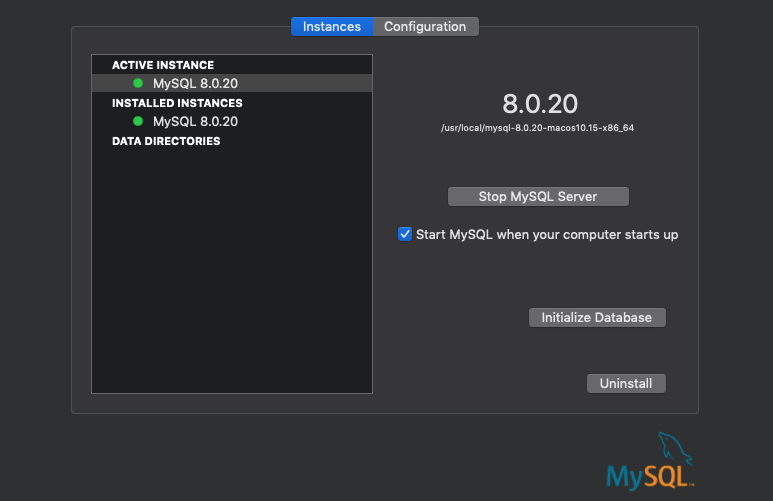 Instances Configuration
ACTIVE INSTANCE
MySQL 8.0.20
INSTALLED INSTANCES
MySQL 8.0.20
DATA DIRECTORIES
8.0.20
/usr/local/mysql-8.0.20-macos10.15-x86_64
Stop MySQL Server
Start MySQL when your computer starts up
Initialize Database
Uninstall
MySQL™